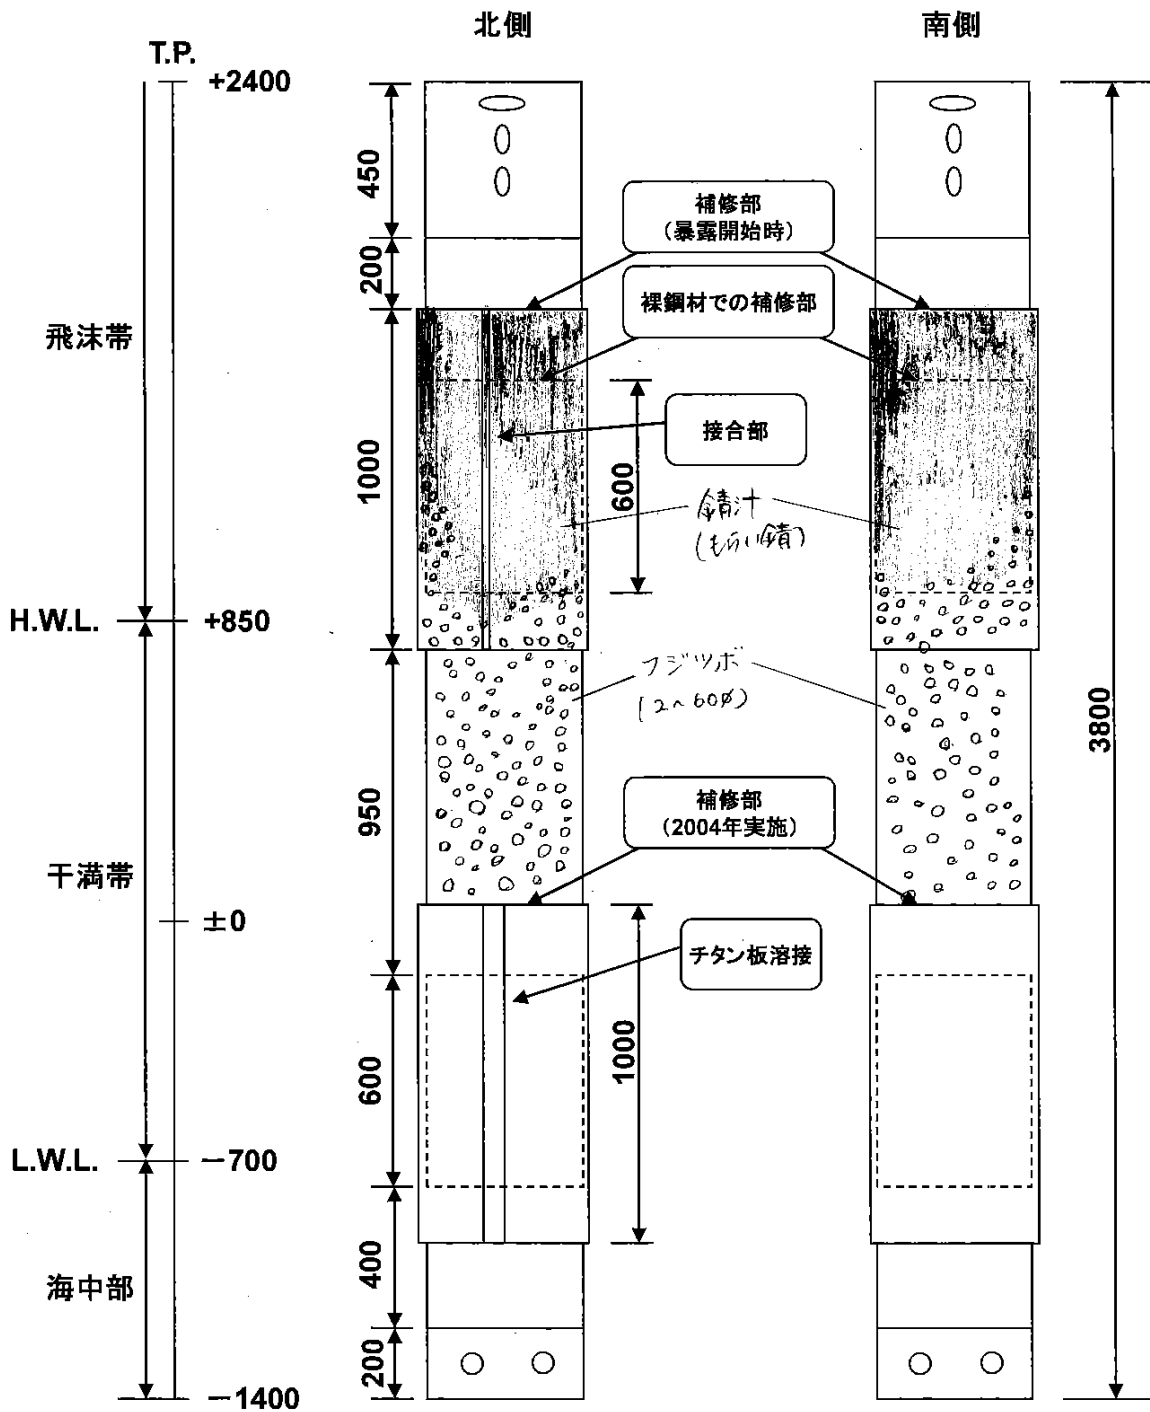 北側
南側
T.P.
+2400
450
200
補修部
（暴露開始時）
裸鋼材での補修部
飛沫帯
接合部
1000
600
錆汁
(もらい錆)
H.W.L.
+850
フジツボ
(2~60φ)
3800
補修部
（2004年実施）
950
干満帯
±0
チタン板溶接
1000
600
L.W.L.
－700
400
海中部
200
－1400